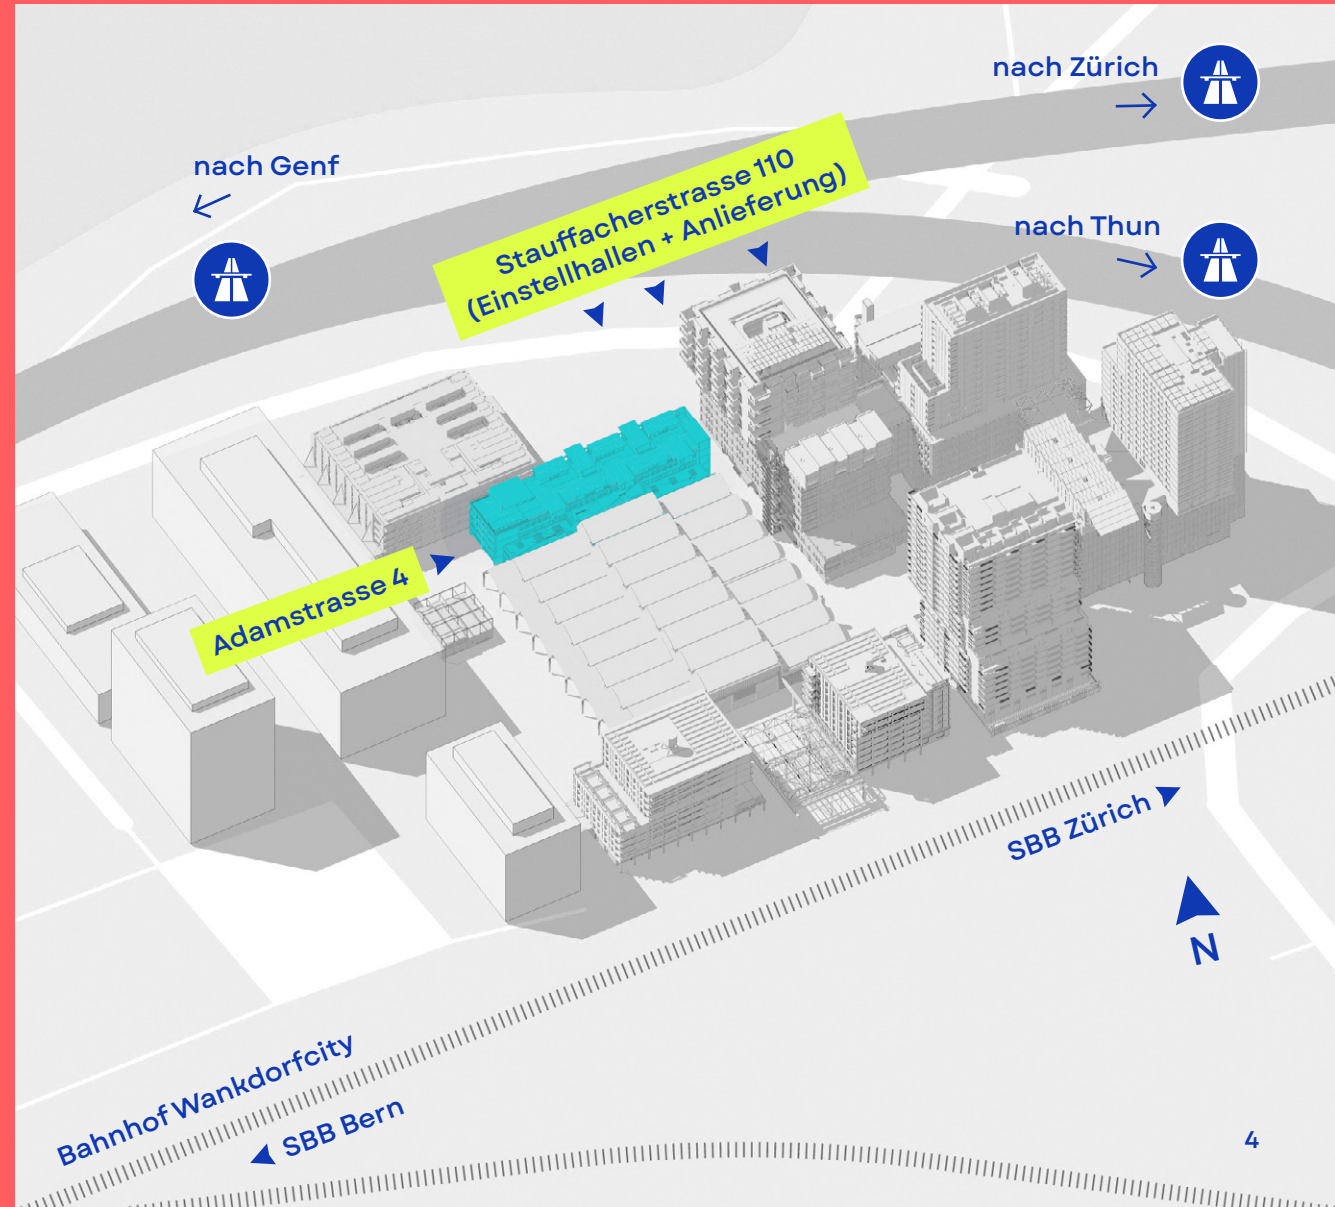 nach Zürich
nach Genf
Stauffacherstrasse 110
(Einstellhallen + Anlieferung)
nach Thun
Adamstrasse 4
SBB Zürich
N
Bahnhof Wankdorfcity
SBB Bern
4